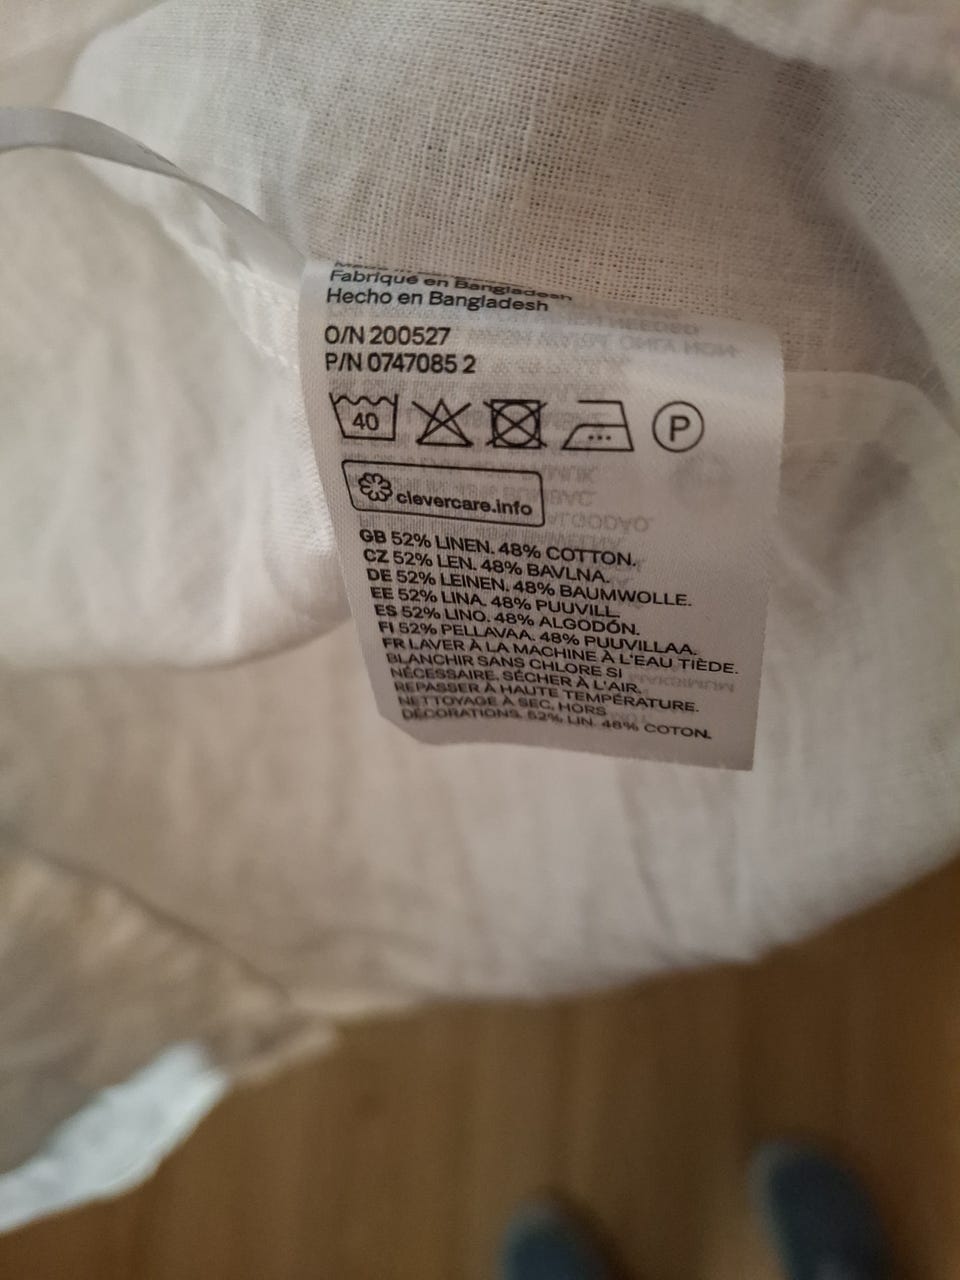 Fabriqué en Bangladesh
Hecho en Bangladesh
O/N 200527
P/N 0747085 2
40
P
clevercare.info
GB 52% LINEN. 48% COTTON.
CZ 52% LEN. 48% BAVLNA.
DE 52% LEINEN. 48% BAUMWOLLE.
EE 52% LINA. 48% PUUVILL.
ES 52% LINO. 48% ALGODÓN.
FI 52% PELLAVAA. 48% PUUVILLAA.
FR LAVER À LA MACHINE À L'EAU TIÈDE.
BLANCHIR SANS CHLORE SI
NÉCESSAIRE. SÉCHER À L'AIR.
REPASSER À HAUTE TEMPÉRATURE.
NETTOYAGE À SEC, HORS
DÉCORATIONS. 52% LIN. 48% COTON.